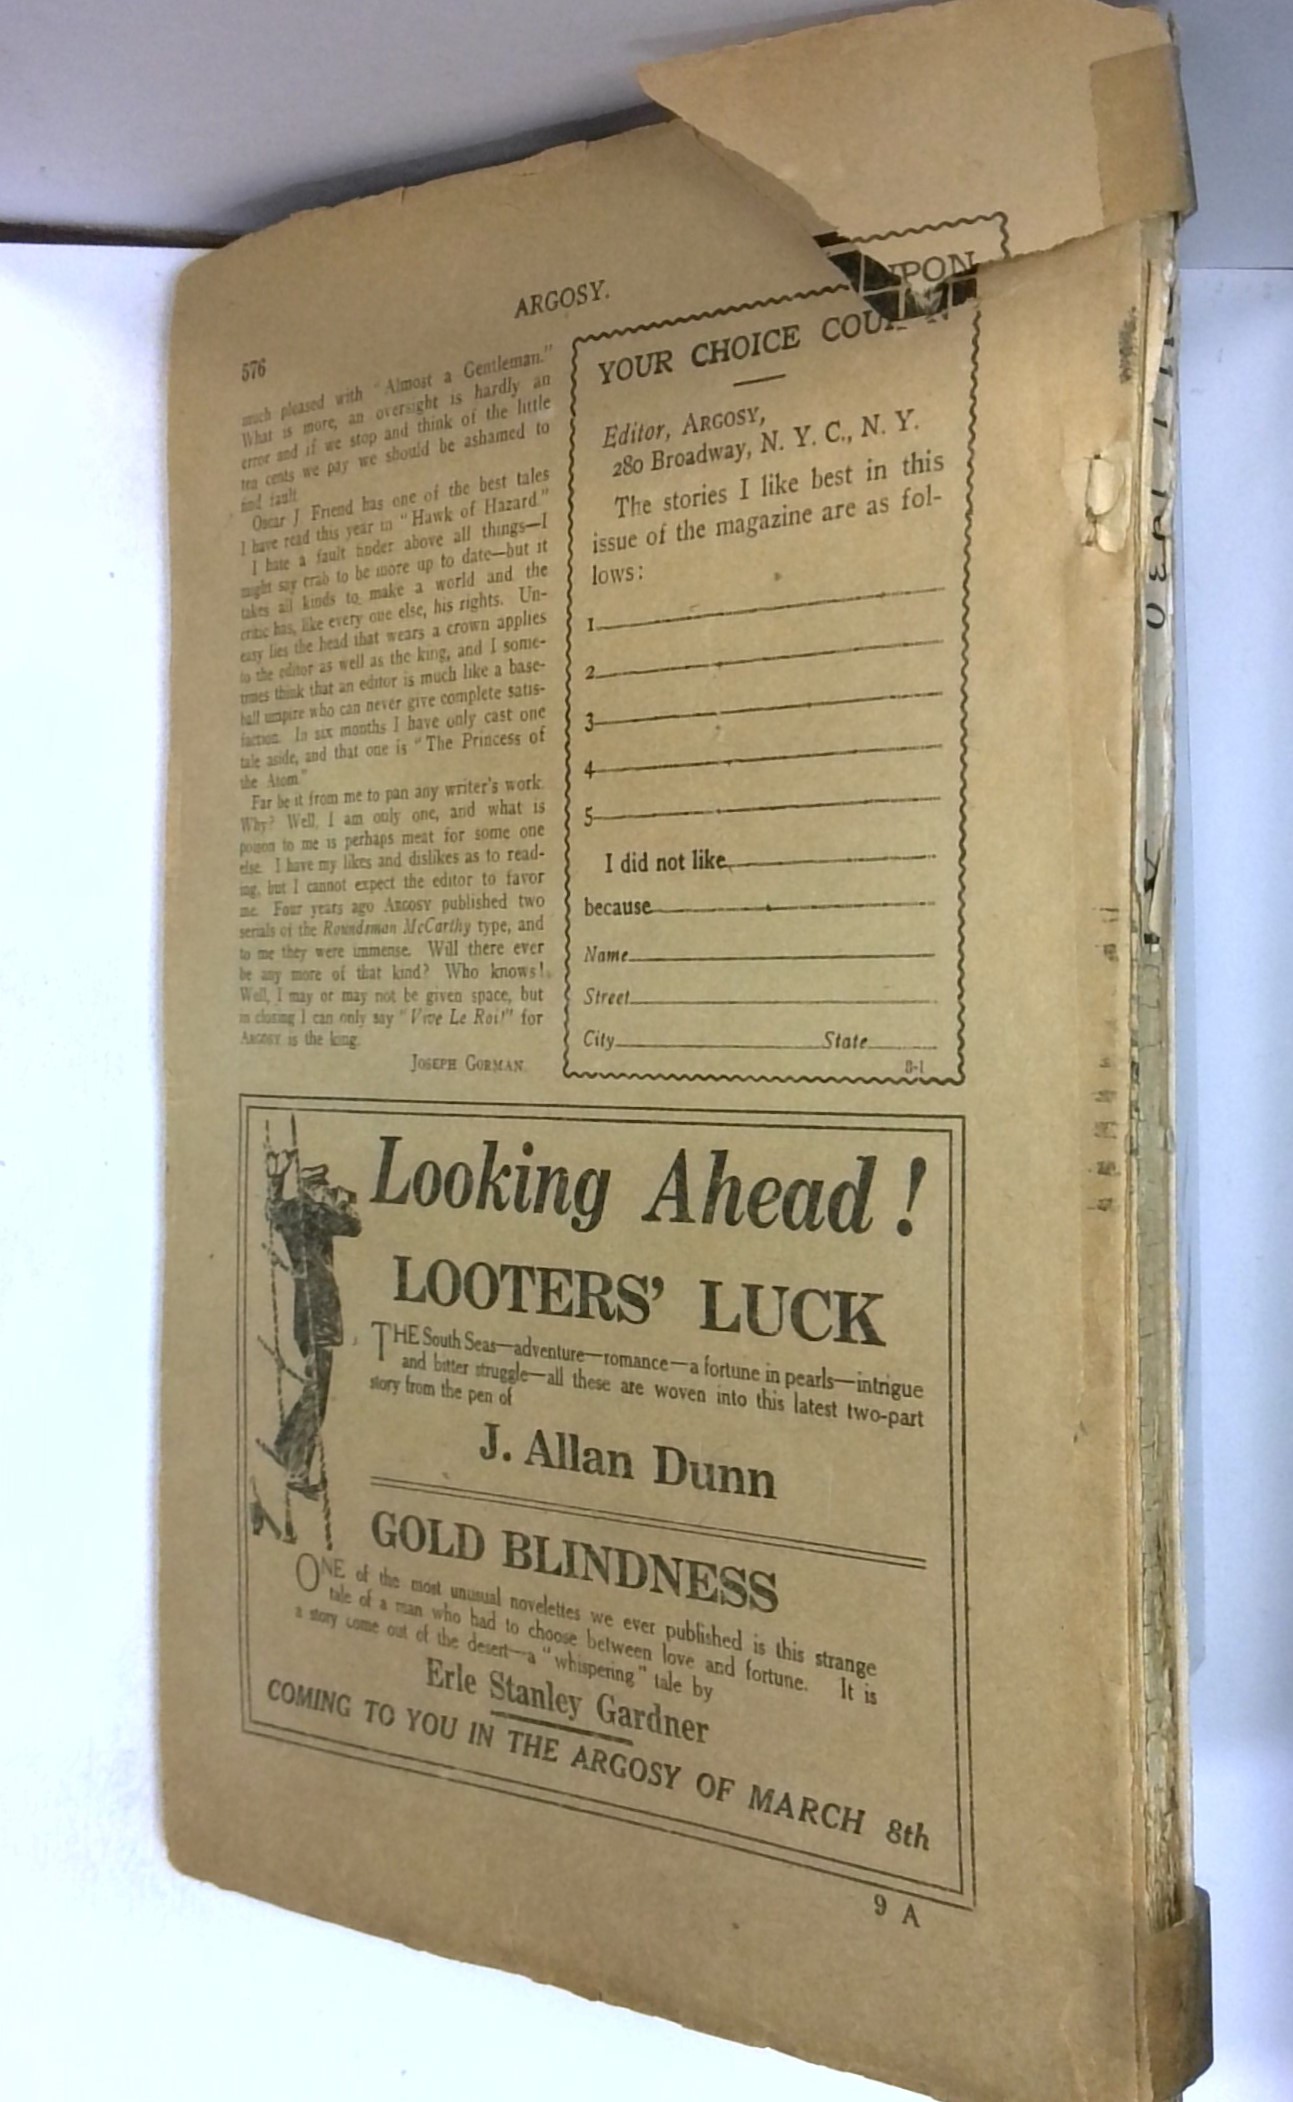 ARGOSY.
576
much pleased with "Almost a Gentleman."
What is more, an oversight is hardly an
error and if we stop and think of the little
ten cents we pay we should be ashamed to
find fault.
Oscar J Friend has one of the best tales
I have read this year in "Hawk of Hazard."
I hate a fault finder above all things—I
might say crab to be more up to date—but it
takes all kinds to make a world and the
critic has, like every one else, his rights. Un-
easy lies the head that wears a crown applies
to the editor as well as the king, and I some-
times think that an editor is much like a base-
ball umpire who can never give complete satis-
faction. In six months I have only cast one
tale aside, and that one is "The Princess of
the Atom."
Far be it from me to pan any writer's work.
Why? Well, I am only one, and what is
poison to me is perhaps meat for some one
else. I have my likes and dislikes as to read-
ing, but I cannot expect the editor to favor
me. Four years ago ARGOSY published two
serials of the Roundsman McCarthy type, and
to me they were immense. Will there ever
be any more of that kind? Who knows!
Well, I may or may not be given space, but
in closing I can only say "Vive Le Roi!" for
ARGOSY is the king.
JOSEPH GORMAN.
UPON
YOUR CHOICE COU N
Editor, ARGOSY,
280 Broadway, N. Y. C., N. Y.
The stories I like best in this
issue of the magazine are as fol-
lows:
1
2
3
4
5
I did not like
because
Name
Street
City State
8-1
Looking Ahead!
LOOTERS' LUCK
THE South Seas—adventure—romance—a fortune in pearls—intrigue
and bitter struggle—all these are woven into this latest two-part
story from the pen of
J. Allan Dunn
GOLD BLINDNESS
ONE of the most unusual novelettes we ever published is this strange
tale of a man who had to choose between love and fortune. It is
a story come out of the desert—a "whispering" tale by
Erle Stanley Gardner
COMING TO YOU IN THE ARGOSY OF MARCH 8th
9 A